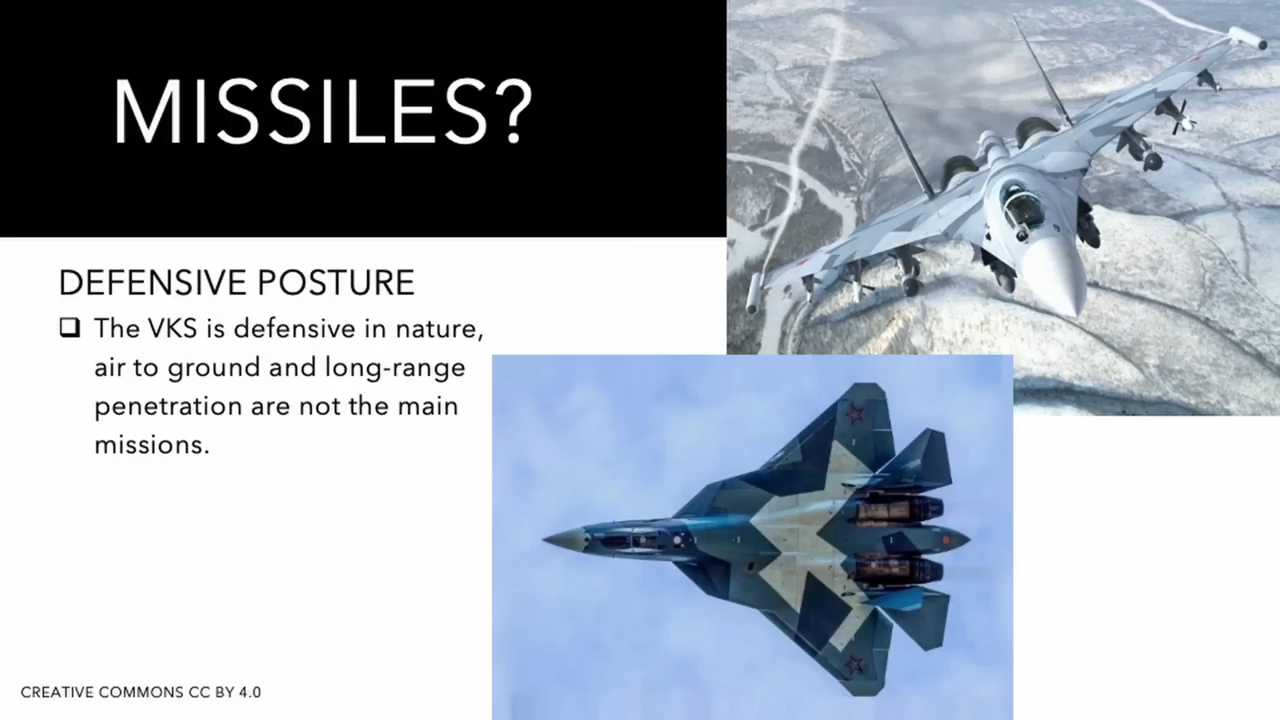 MISSILES?
DEFENSIVE POSTURE
The VKS is defensive in nature,
air to ground and long-range
penetration are not the main
missions.
CREATIVE COMMONS CC BY 4.0